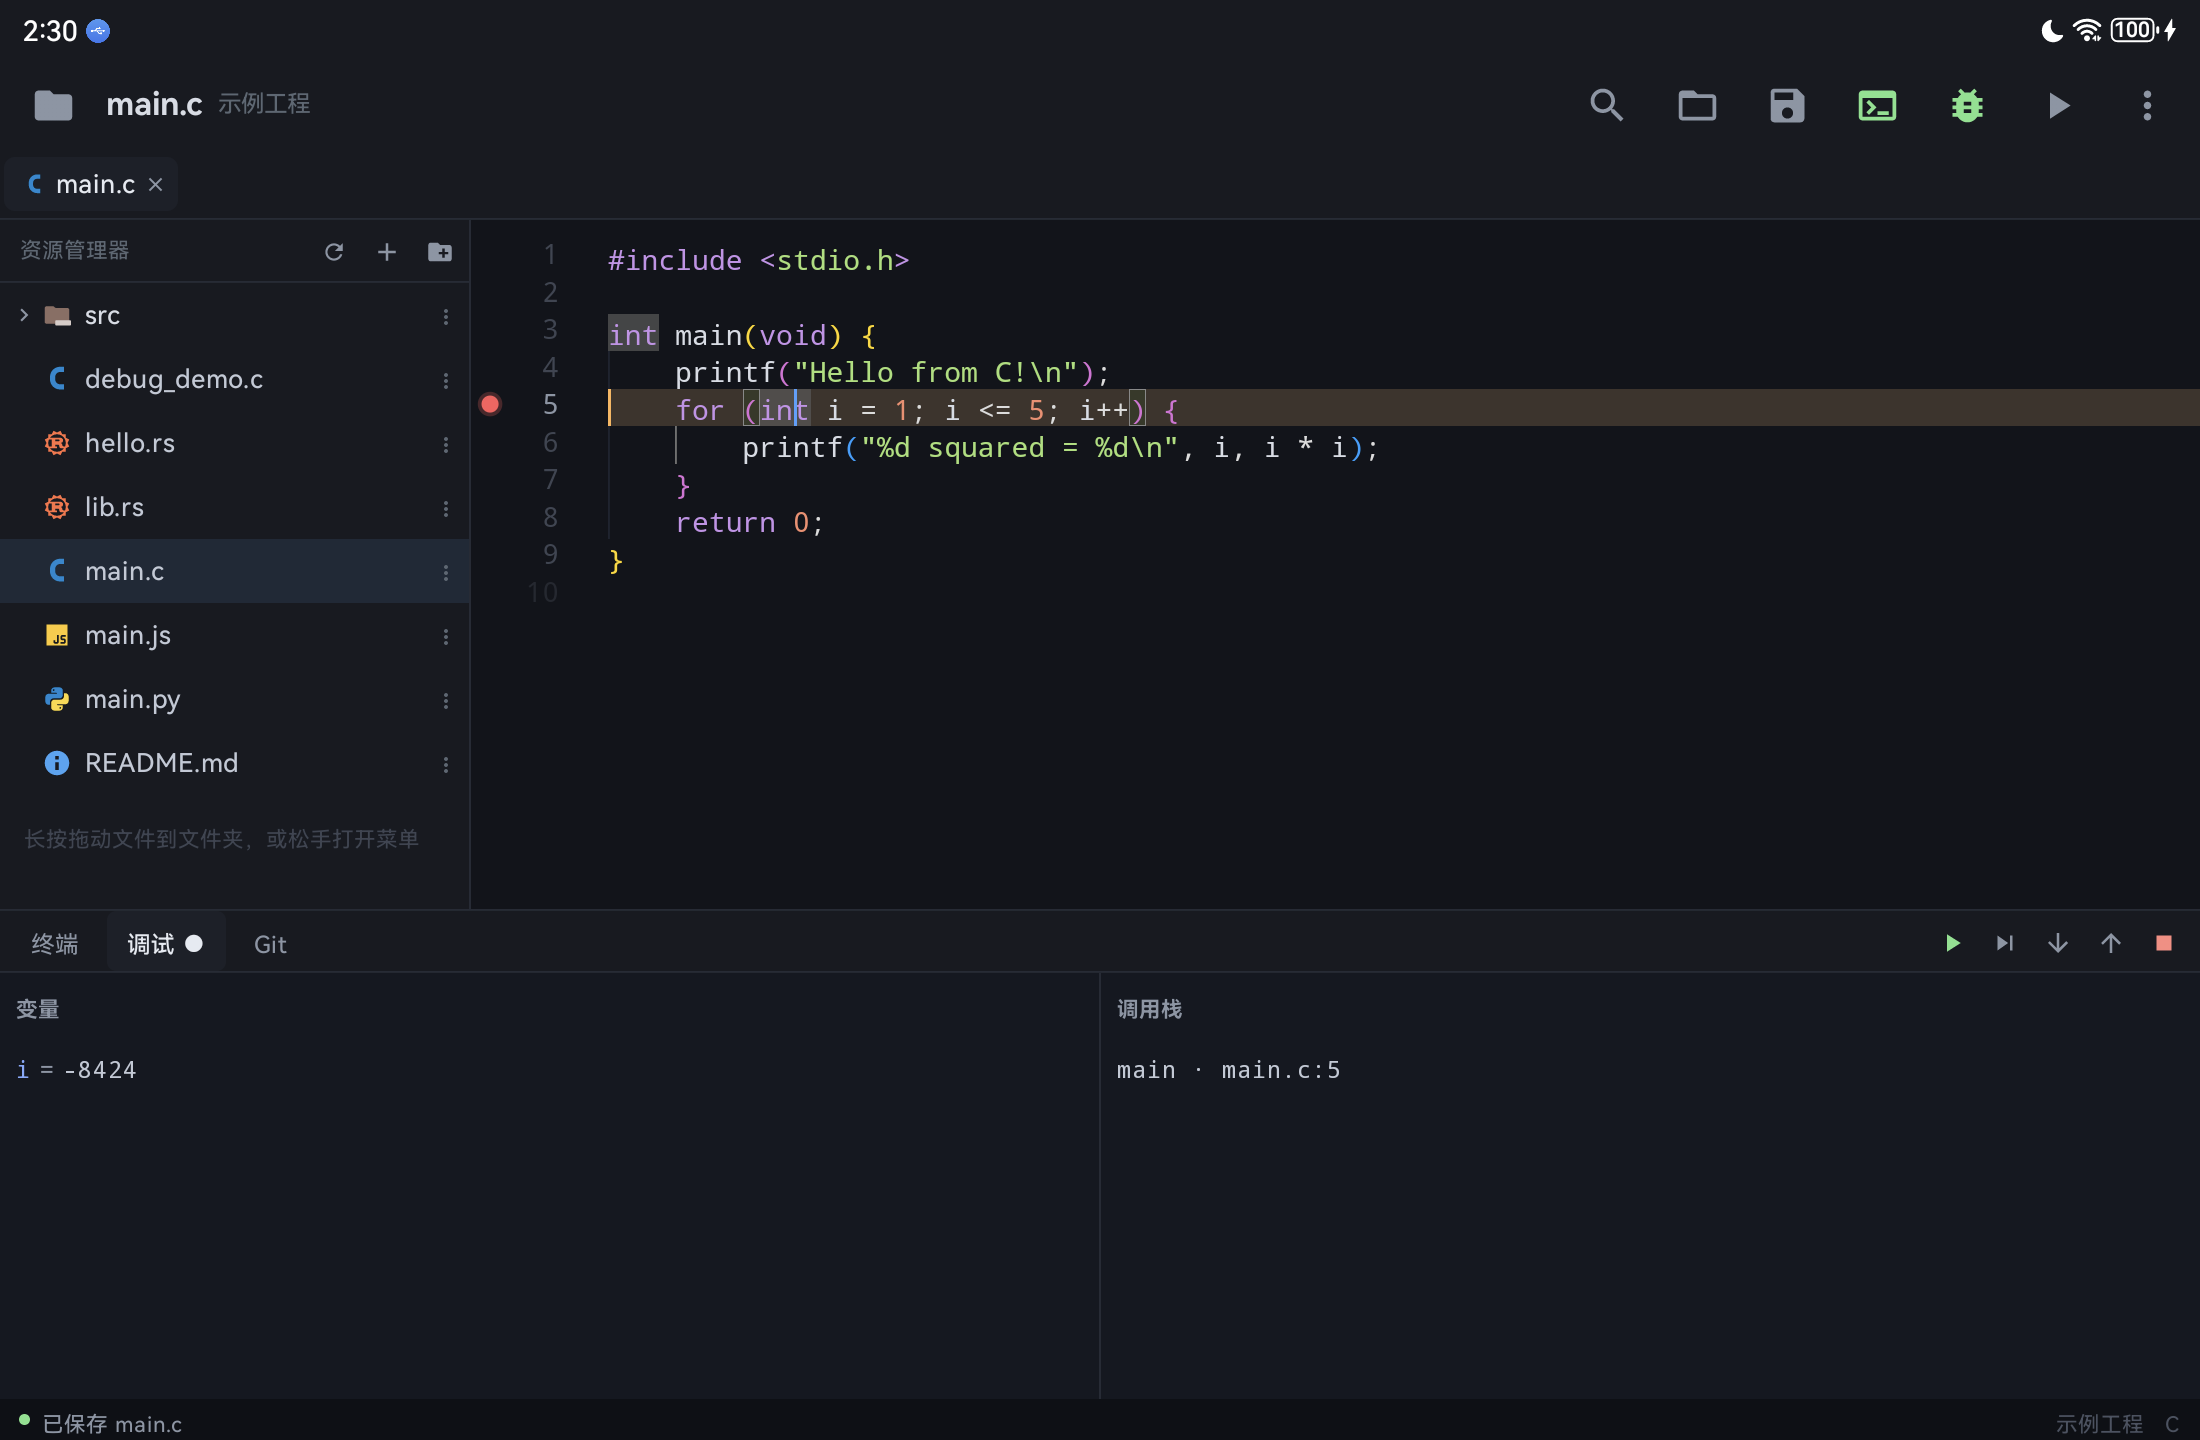 2:30
100
main.c 示例工程
main.c
资源管理器
src
debug_demo.c
hello.rs
lib.rs
main.c
main.js
main.py
README.md
长按拖动文件到文件夹，或松手打开菜单
1 #include <stdio.h>
2
3 int main(void) {
4     printf("Hello from C!\n");
5     for (int i = 1; i <= 5; i++) {
6         printf("%d squared = %d\n", i, i * i);
7     }
8     return 0;
9 }
10
终端 调试 Git
变量
i = -8424
调用栈
main · main.c:5
已保存 main.c
示例工程 C